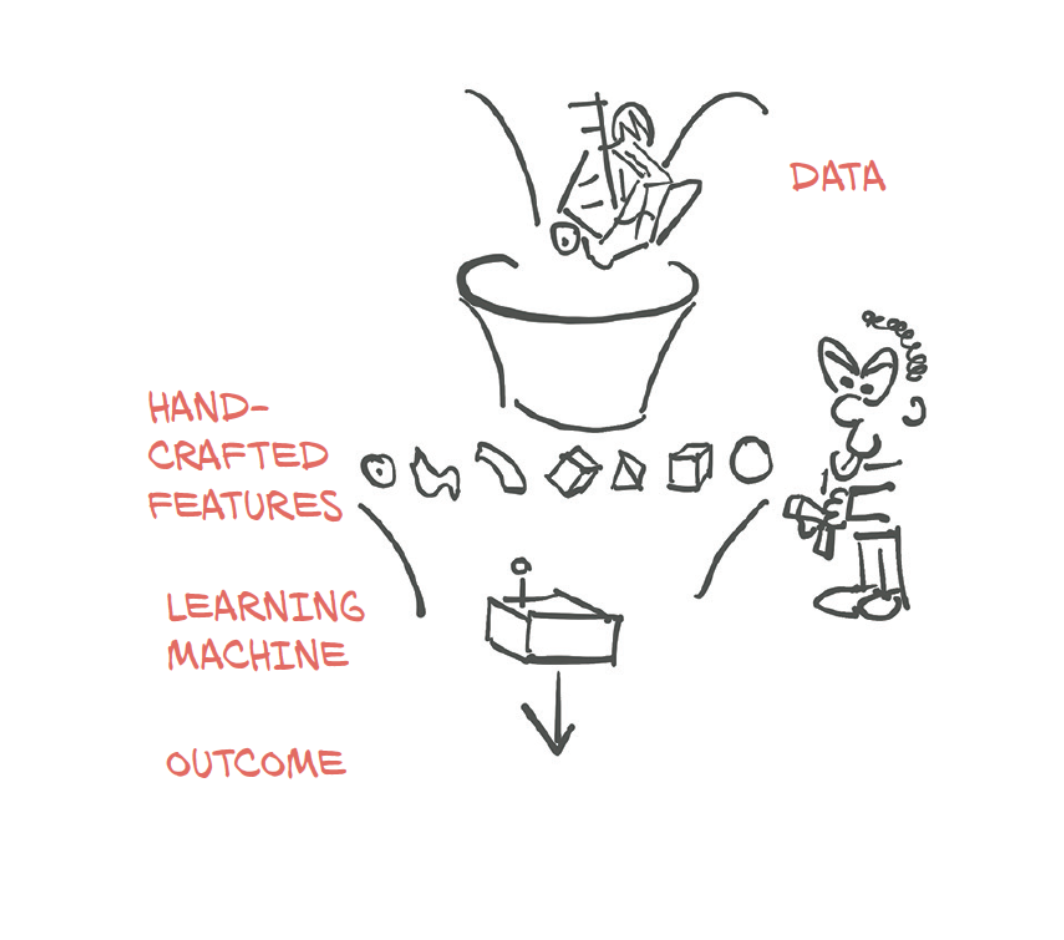 DATA
HAND-
CRAFTED
FEATURES
LEARNING
MACHINE
OUTCOME